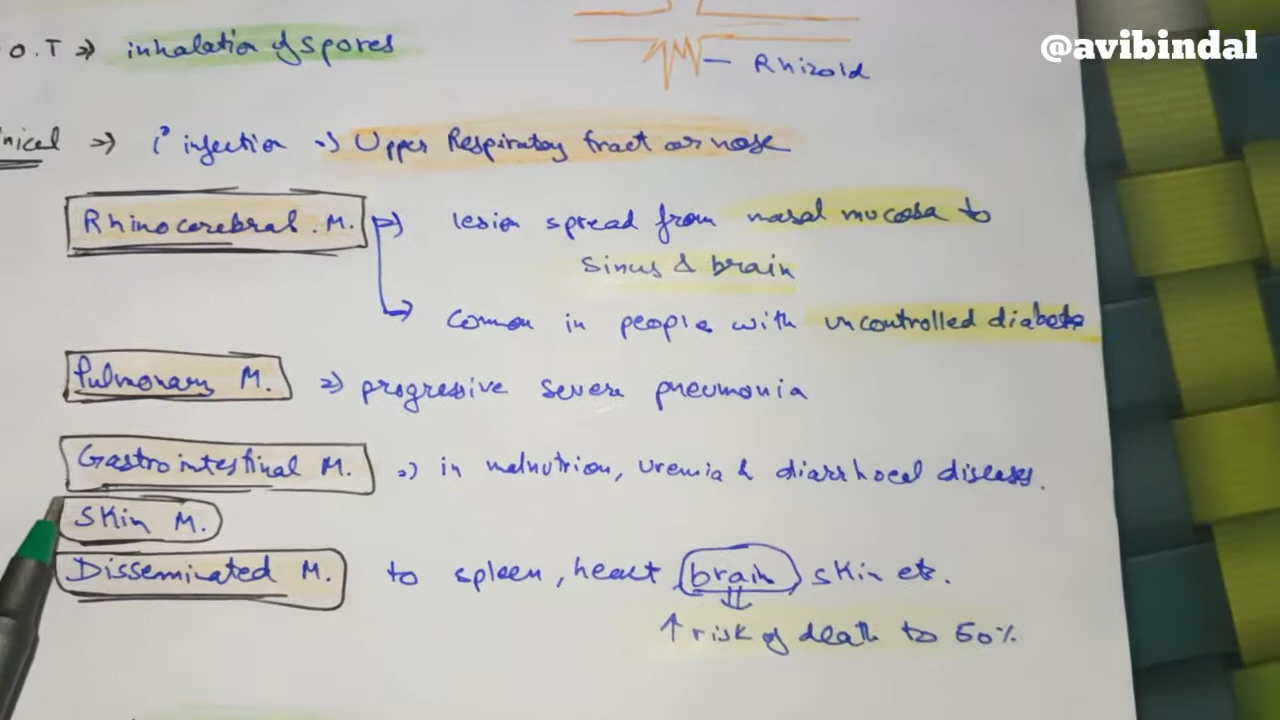 @avibindal
O.T ⇒ inhalation of spores
— Rhizoid
nical ⇒ 1° infection ⇒ Upper Respiratory tract or nose
Rhinocerebral. M. ⇒ lesion spread from nasal mucosa to
sinus & brain
→ Common in people with uncontrolled diabete
Pulmonary M. ⇒ progressive severe pneumonia
Gastrointestinal M. ⇒ in malnutrion, uremia & diarrhoeal diseases.
Skin M.
Disseminated M. to spleen, heart brain skin etc.
↑ risk of death to 50%